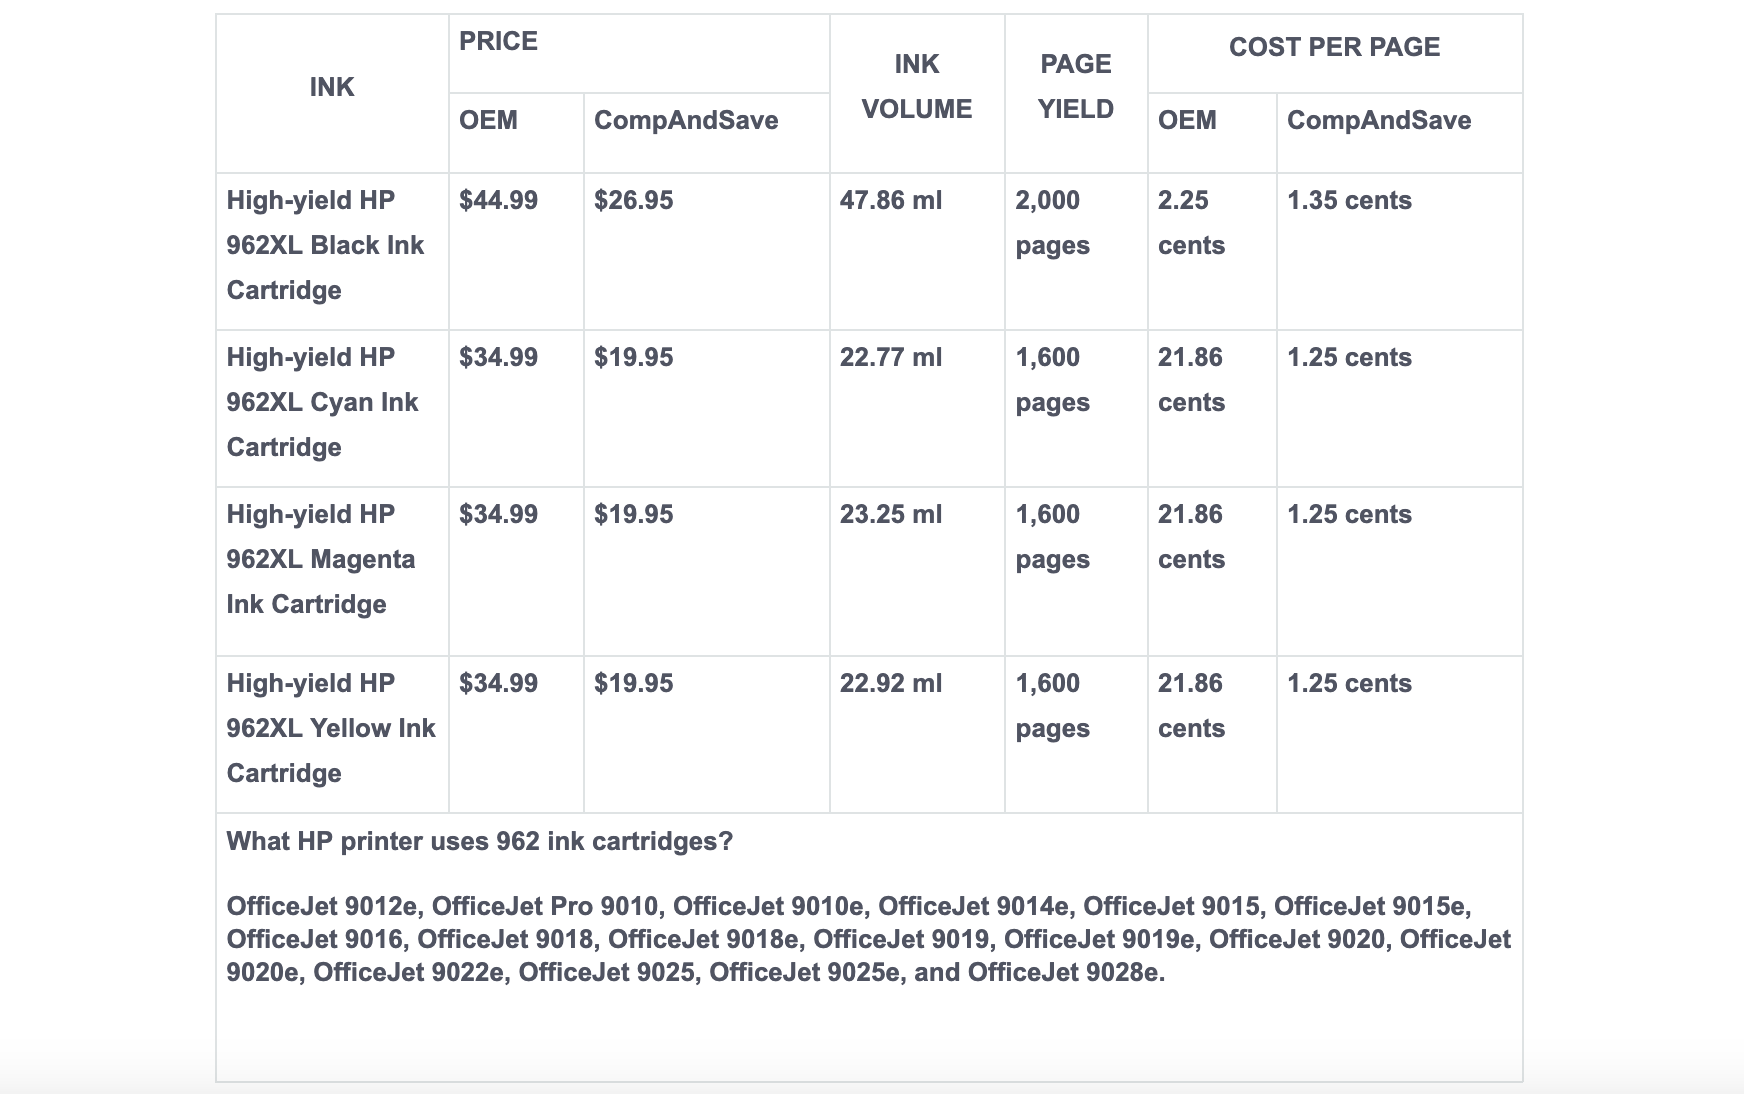 INK
PRICE
INK
VOLUME
PAGE
YIELD
COST PER PAGE
OEM
CompAndSave
OEM
CompAndSave
High-yield HP
962XL Black Ink
Cartridge
$44.99
$26.95
47.86 ml
2,000
pages
2.25
cents
1.35 cents
High-yield HP
962XL Cyan Ink
Cartridge
$34.99
$19.95
22.77 ml
1,600
pages
21.86
cents
1.25 cents
High-yield HP
962XL Magenta
Ink Cartridge
$34.99
$19.95
23.25 ml
1,600
pages
21.86
cents
1.25 cents
High-yield HP
962XL Yellow Ink
Cartridge
$34.99
$19.95
22.92 ml
1,600
pages
21.86
cents
1.25 cents
What HP printer uses 962 ink cartridges?
OfficeJet 9012e, OfficeJet Pro 9010, OfficeJet 9010e, OfficeJet 9014e, OfficeJet 9015, OfficeJet 9015e,
OfficeJet 9016, OfficeJet 9018, OfficeJet 9018e, OfficeJet 9019, OfficeJet 9019e, OfficeJet 9020, OfficeJet
9020e, OfficeJet 9022e, OfficeJet 9025, OfficeJet 9025e, and OfficeJet 9028e.